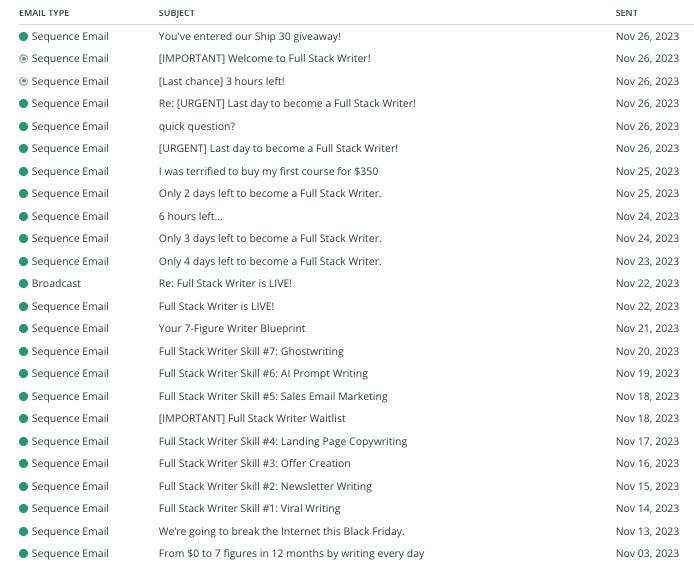 EMAIL TYPE SUBJECT SENT
Sequence Email You've entered our Ship 30 giveaway! Nov 26, 2023
Sequence Email [IMPORTANT] Welcome to Full Stack Writer! Nov 26, 2023
Sequence Email [Last chance] 3 hours left! Nov 26, 2023
Sequence Email Re: [URGENT] Last day to become a Full Stack Writer! Nov 26, 2023
Sequence Email quick question? Nov 26, 2023
Sequence Email [URGENT] Last day to become a Full Stack Writer! Nov 26, 2023
Sequence Email I was terrified to buy my first course for $350 Nov 25, 2023
Sequence Email Only 2 days left to become a Full Stack Writer. Nov 25, 2023
Sequence Email 6 hours left... Nov 24, 2023
Sequence Email Only 3 days left to become a Full Stack Writer. Nov 24, 2023
Sequence Email Only 4 days left to become a Full Stack Writer. Nov 23, 2023
Broadcast Re: Full Stack Writer is LIVE! Nov 22, 2023
Sequence Email Full Stack Writer is LIVE! Nov 22, 2023
Sequence Email Your 7-Figure Writer Blueprint Nov 21, 2023
Sequence Email Full Stack Writer Skill #7: Ghostwriting Nov 20, 2023
Sequence Email Full Stack Writer Skill #6: AI Prompt Writing Nov 19, 2023
Sequence Email Full Stack Writer Skill #5: Sales Email Marketing Nov 18, 2023
Sequence Email [IMPORTANT] Full Stack Writer Waitlist Nov 18, 2023
Sequence Email Full Stack Writer Skill #4: Landing Page Copywriting Nov 17, 2023
Sequence Email Full Stack Writer Skill #3: Offer Creation Nov 16, 2023
Sequence Email Full Stack Writer Skill #2: Newsletter Writing Nov 15, 2023
Sequence Email Full Stack Writer Skill #1: Viral Writing Nov 14, 2023
Sequence Email We're going to break the Internet this Black Friday. Nov 13, 2023
Sequence Email From $0 to 7 figures in 12 months by writing every day Nov 03, 2023